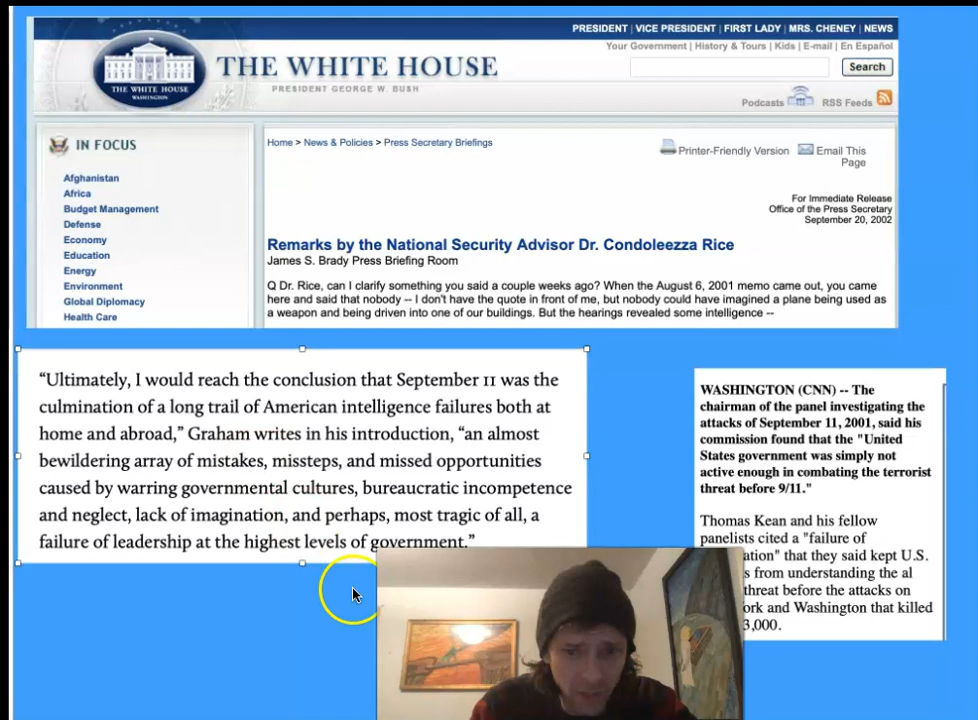 PRESIDENT | VICE PRESIDENT | FIRST LADY | MRS. CHENEY | NEWS
Your Government | History & Tours | Kids | E-mail | En Español
THE WHITE HOUSE
PRESIDENT GEORGE W. BUSH
THE WHITE HOUSE
WASHINGTON
Search
Podcasts
RSS Feeds
IN FOCUS
Afghanistan
Africa
Budget Management
Defense
Economy
Education
Energy
Environment
Global Diplomacy
Health Care
Home > News & Policies > Press Secretary Briefings
Printer-Friendly Version
Email This
Page
For Immediate Release
Office of the Press Secretary
September 20, 2002
Remarks by the National Security Advisor Dr. Condoleezza Rice
James S. Brady Press Briefing Room
Q Dr. Rice, can I clarify something you said a couple weeks ago? When the August 6, 2001 memo came out, you came
here and said that nobody -- I don't have the quote in front of me, but nobody could have imagined a plane being used as
a weapon and being driven into one of our buildings. But the hearings revealed some intelligence --
“Ultimately, I would reach the conclusion that September 11 was the
culmination of a long trail of American intelligence failures both at
home and abroad,” Graham writes in his introduction, “an almost
bewildering array of mistakes, missteps, and missed opportunities
caused by warring governmental cultures, bureaucratic incompetence
and neglect, lack of imagination, and perhaps, most tragic of all, a
failure of leadership at the highest levels of government.”
WASHINGTON (CNN) -- The
chairman of the panel investigating the
attacks of September 11, 2001, said his
commission found that the "United
States government was simply not
active enough in combating the terrorist
threat before 9/11."
Thomas Kean and his fellow
panelists cited a "failure of
ation" that they said kept U.S.
s from understanding the al
threat before the attacks on
ork and Washington that killed
3,000.